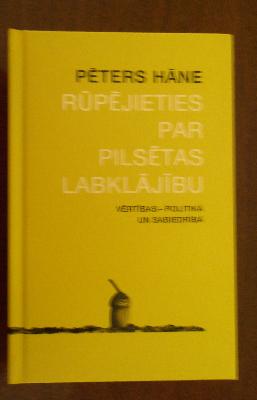 PĒTERS HĀNE
RŪPĒJIETIES
PAR
PILSĒTAS
LABKLĀJĪBU
VĒRTĪBAS – POLITIKA
UN SABIEDRĪBA